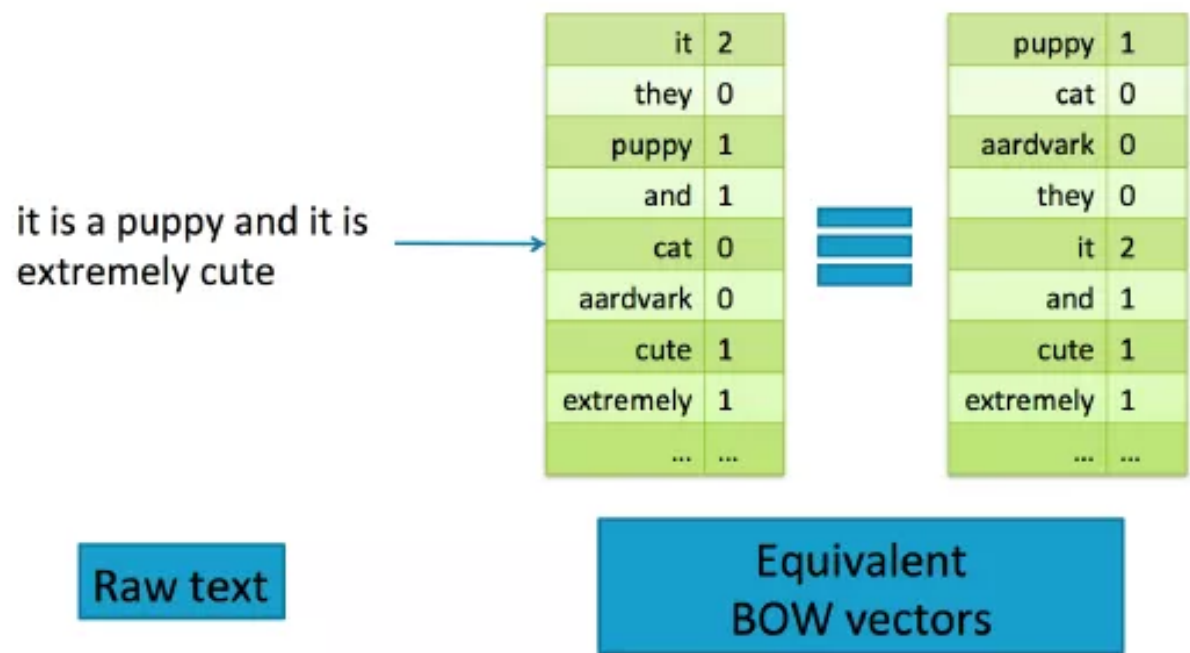 it is a puppy and it is
extremely cute
it 2
they 0
puppy 1
and 1
cat 0
aardvark 0
cute 1
extremely 1
... ...
puppy 1
cat 0
aardvark 0
they 0
it 2
and 1
cute 1
extremely 1
... ...
Raw text
Equivalent
BOW vectors